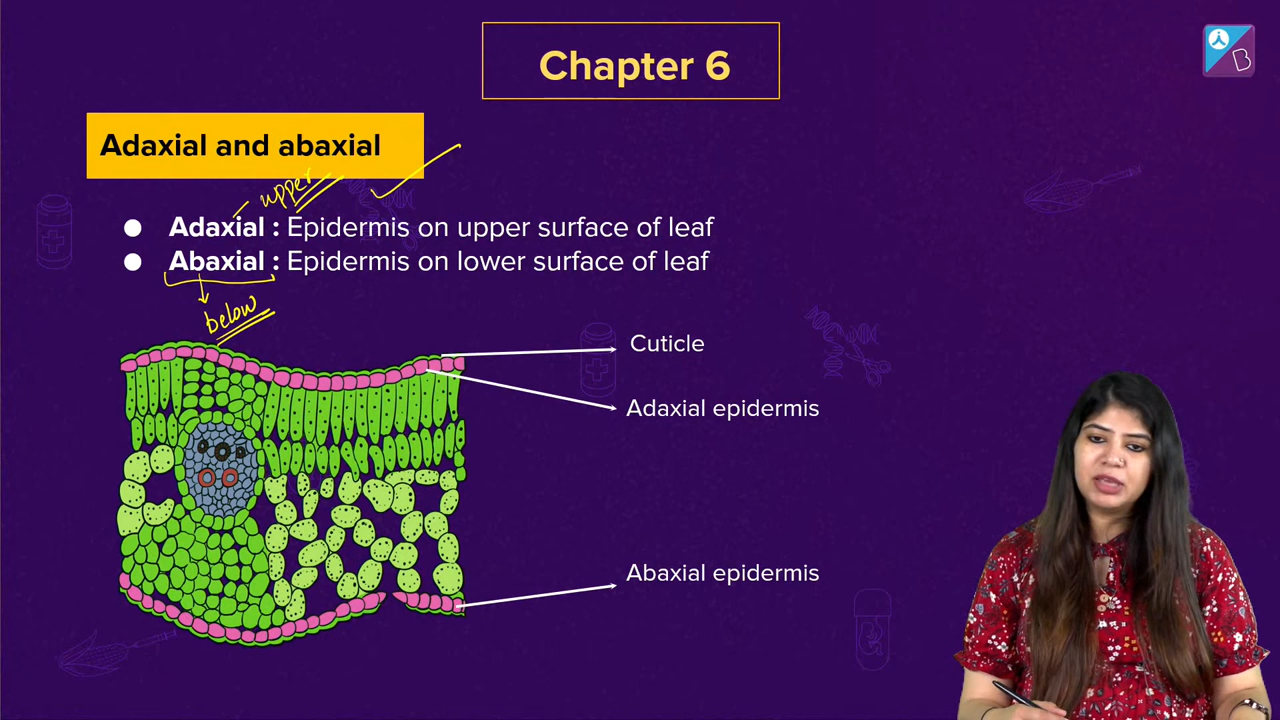 Chapter 6
B
Adaxial and abaxial
upper
● Adaxial : Epidermis on upper surface of leaf
● Abaxial : Epidermis on lower surface of leaf
below
Cuticle
Adaxial epidermis
Abaxial epidermis